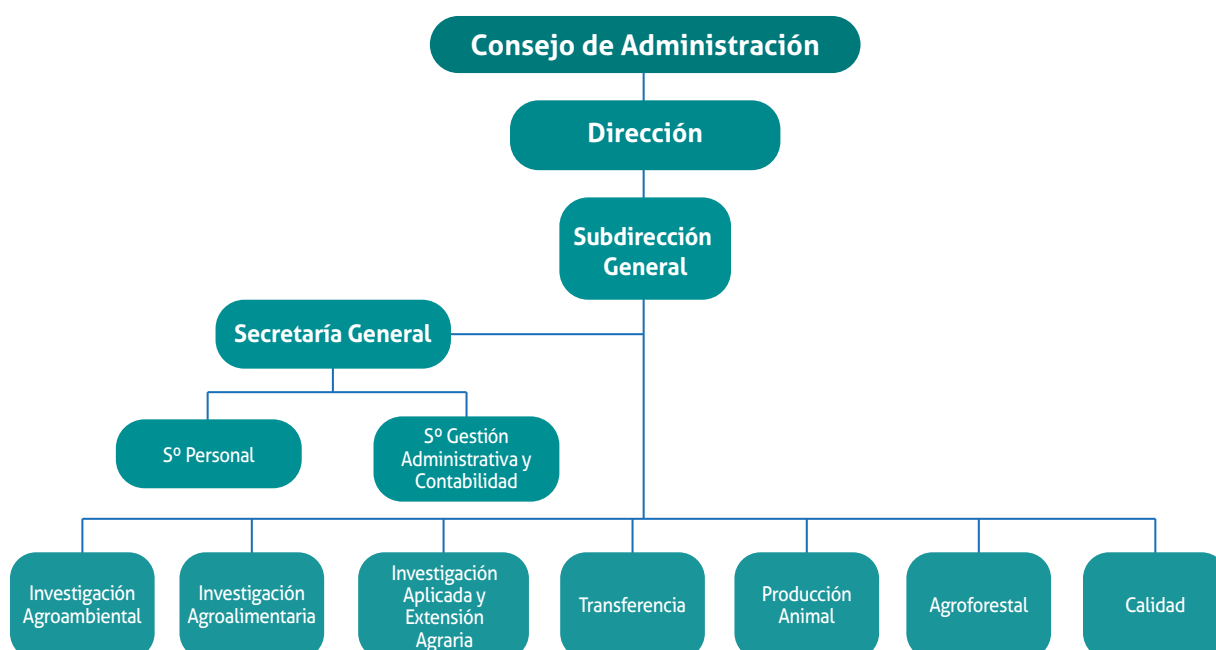 Consejo de Administración
Dirección
Subdirección
General
Secretaría General
Sº Personal
Sº Gestión
Administrativa y
Contabilidad
Investigación
Agroambiental
Investigación
Agroalimentaria
Investigación
Aplicada y
Extensión
Agraria
Transferencia
Producción
Animal
Agroforestal
Calidad